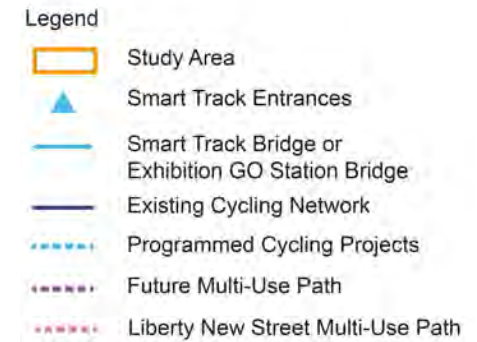 Legend
Study Area
Smart Track Entrances
Smart Track Bridge or
Exhibition GO Station Bridge
Existing Cycling Network
Programmed Cycling Projects
Future Multi-Use Path
Liberty New Street Multi-Use Path